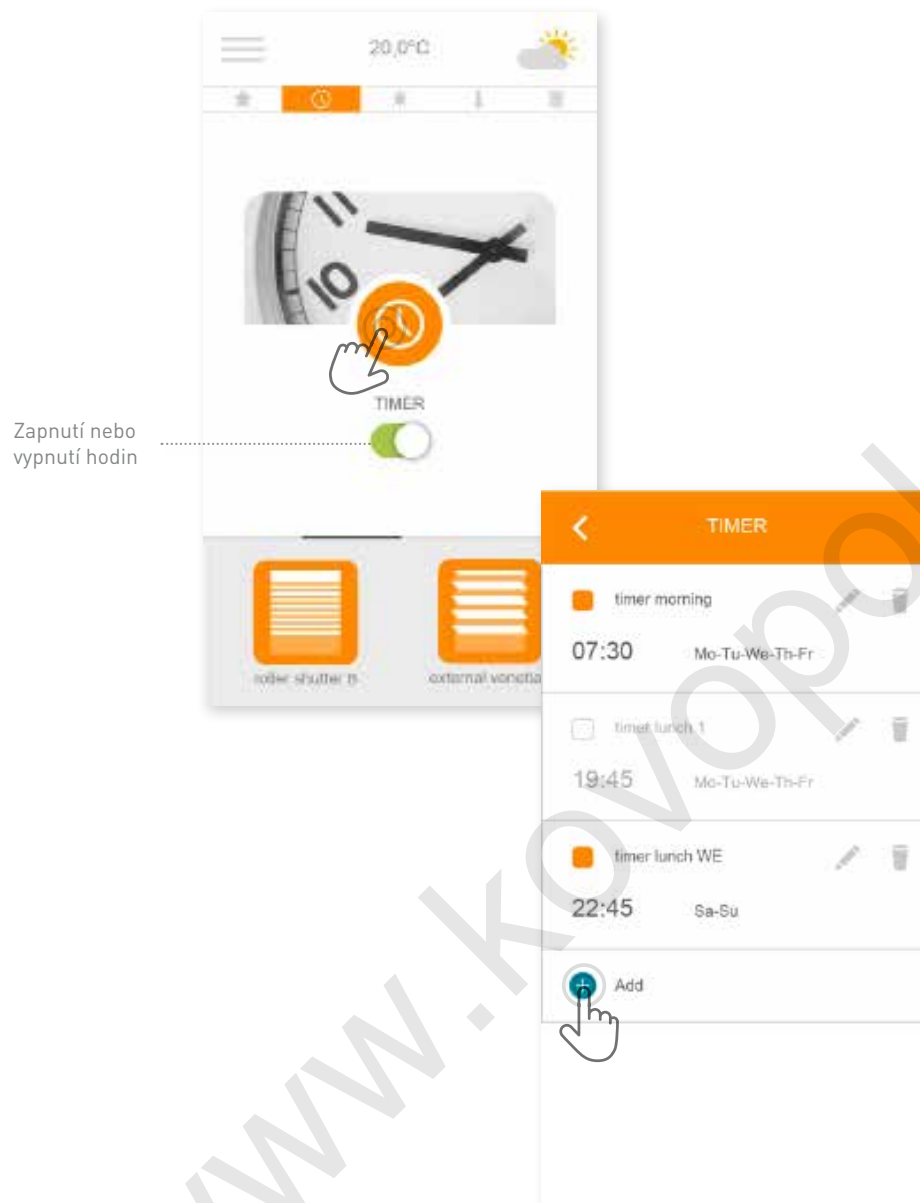 20,0°C
11
10
TIMER
Zapnutí nebo
vypnutí hodin
roller shutter B
external venetia
TIMER
timer morning
07:30 Mo-Tu-We-Th-Fr
timer lunch 1
19:45 Mo-Tu-We-Th-Fr
timer lunch WE
22:45 Sa-Su
Add
www.kovopol